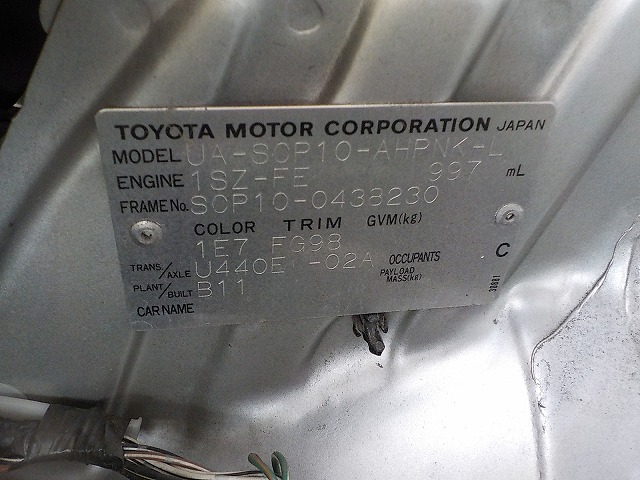 TOYOTA MOTOR CORPORATION JAPAN
MODEL UA-SCP10-AHPNK-L
ENGINE 1SZ-FE 997 mL
FRAME No. SCP10-0438230
COLOR TRIM GVM(kg)
1E7 FG98
TRANS/AXLE U440E -02A OCCUPANTS C
PLANT/BUILT B11 PAYLOAD MASS(kg)
CAR NAME